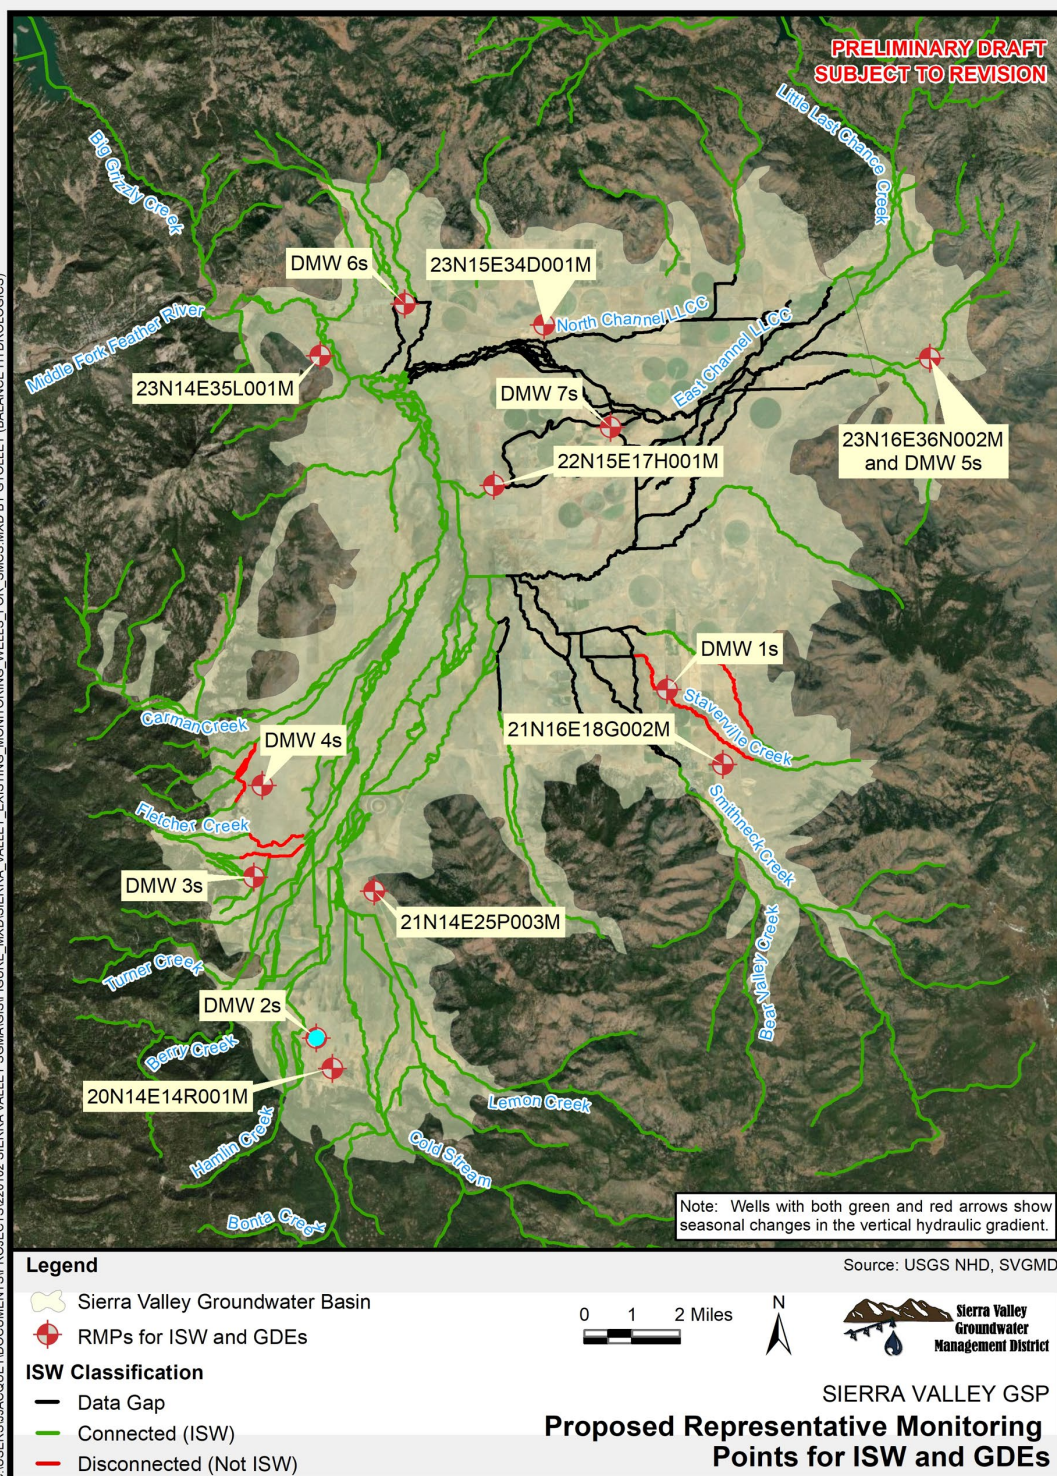 PRELIMINARY DRAFT
SUBJECT TO REVISION
Little Last Chance Creek
Big Grizzly Creek
DMW 6s
23N15E34D001M
North Channel LLCC
Middle Fork Feather River
East Channel LLCC
23N14E35L001M
DMW 7s
23N16E36N002M
and DMW 5s
22N15E17H001M
DMW 1s
Staverville Creek
Carman Creek
21N16E18G002M
DMW 4s
Smithneck Creek
Fletcher Creek
DMW 3s
21N14E25P003M
Bear Valley Creek
Turner Creek
DMW 2s
Berry Creek
20N14E14R001M
Lemon Creek
Hamlin Creek
Cold Stream
Bonta Creek
Note: Wells with both green and red arrows show
seasonal changes in the vertical hydraulic gradient.
Legend
Sierra Valley Groundwater Basin
RMPs for ISW and GDEs
ISW Classification
Data Gap
Connected (ISW)
Disconnected (Not ISW)
0 1 2 Miles
N
Source: USGS NHD, SVGMD
Sierra Valley
Groundwater
Management District
SIERRA VALLEY GSP
Proposed Representative Monitoring
Points for ISW and GDEs